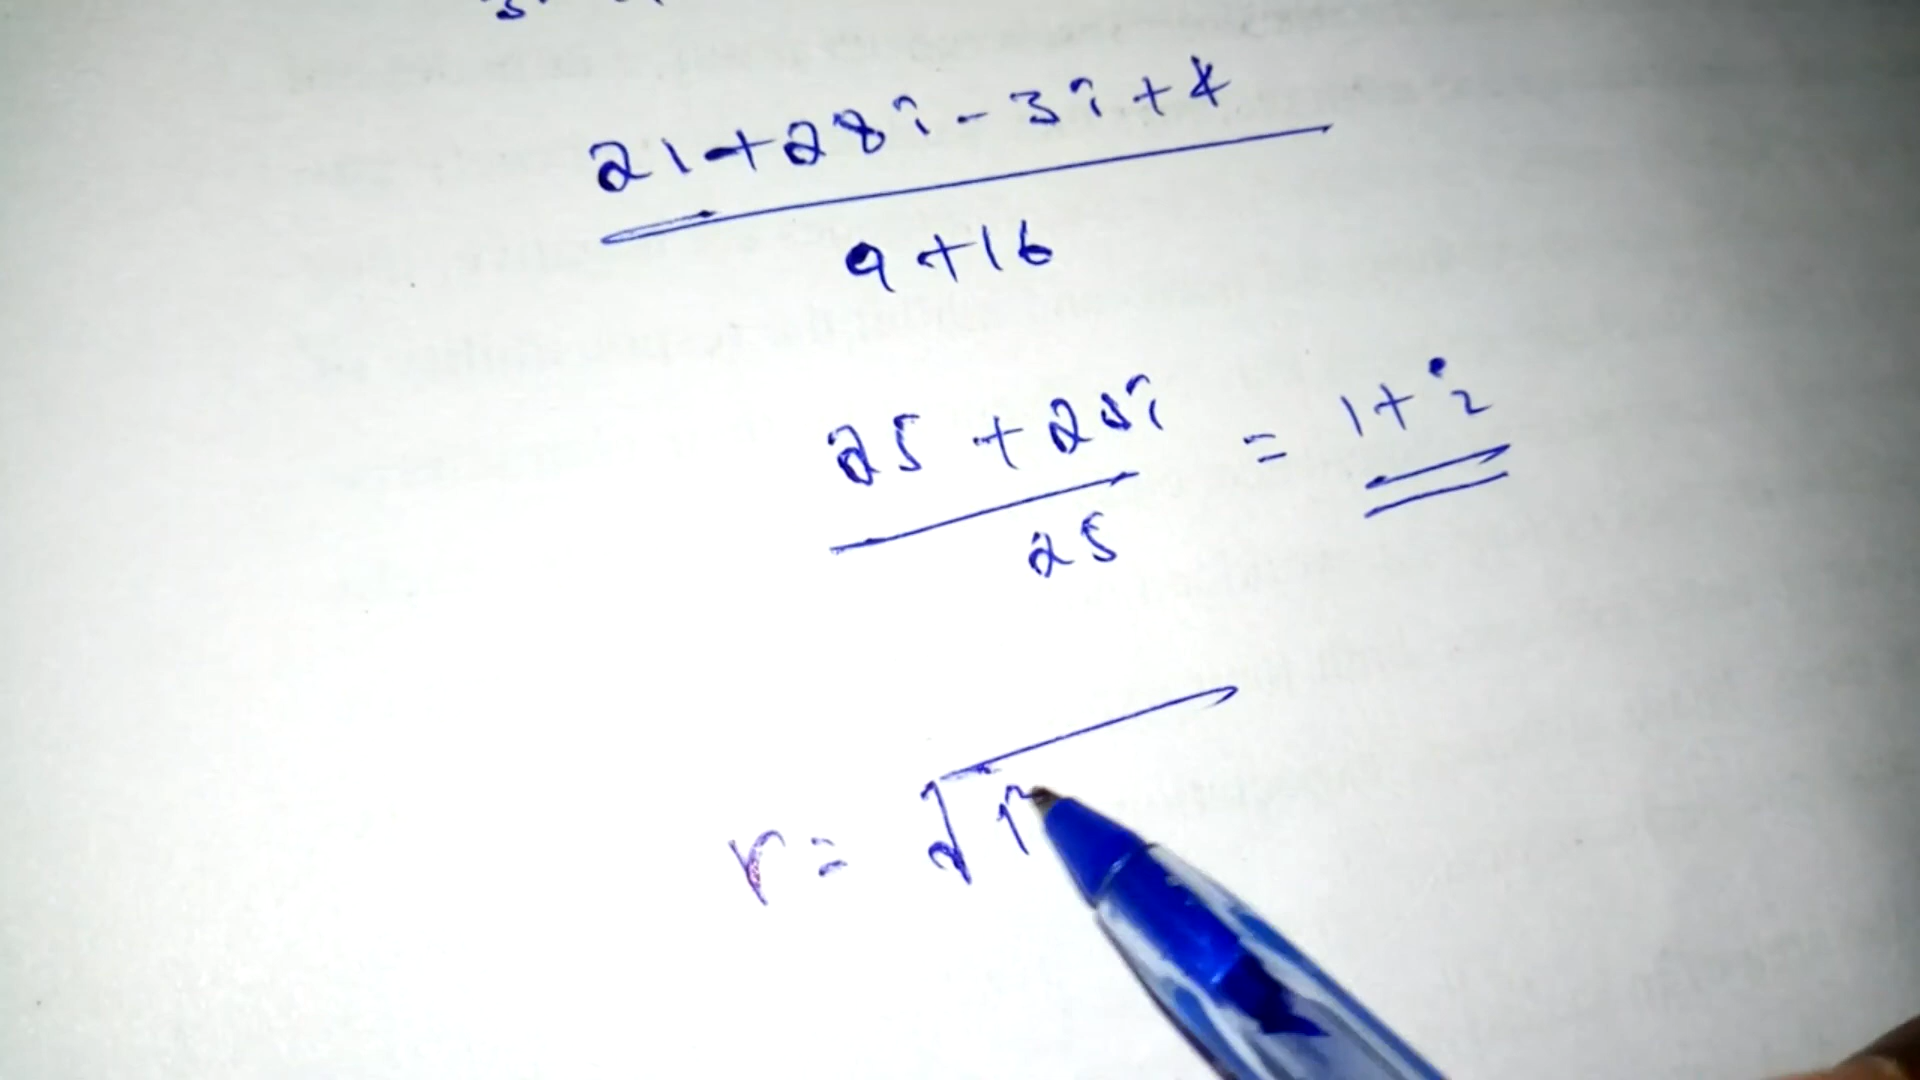 21+28i-3i+4
9+16
25+25i = 1+i
25
r= √1